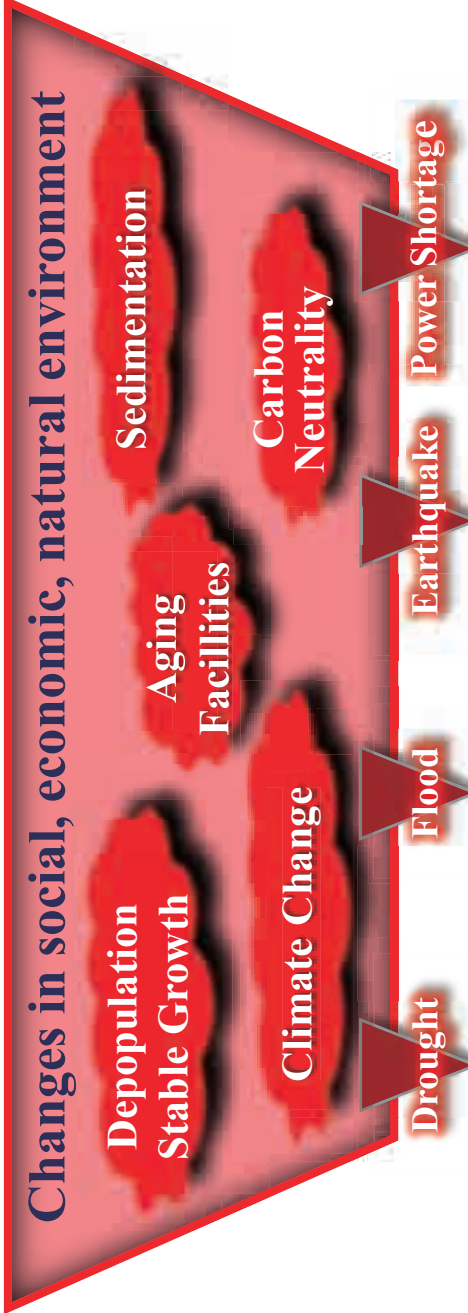 Changes in social, economic, natural environment
Depopulation
Stable Growth
Aging
Facillities
Sedimentation
Climate Change
Carbon
Neutrality
Drought
Flood
Earthquake
Power Shortage